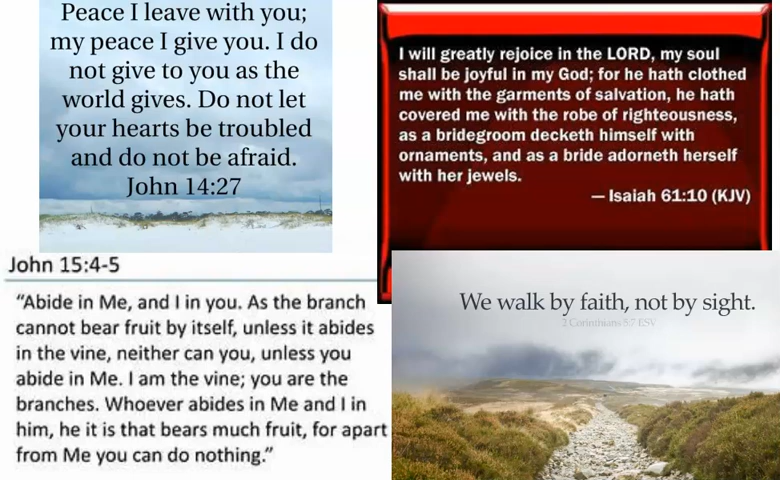 Peace I leave with you;
my peace I give you. I do
not give to you as the
world gives. Do not let
your hearts be troubled
and do not be afraid.
John 14:27
I will greatly rejoice in the LORD, my soul
shall be joyful in my God; for he hath clothed
me with the garments of salvation, he hath
covered me with the robe of righteousness,
as a bridegroom decketh himself with
ornaments, and as a bride adorneth herself
with her jewels.
— Isaiah 61:10 (KJV)
John 15:4-5
“Abide in Me, and I in you. As the branch
cannot bear fruit by itself, unless it abides
in the vine, neither can you, unless you
abide in Me. I am the vine; you are the
branches. Whoever abides in Me and I in
him, he it is that bears much fruit, for apart
from Me you can do nothing.”
We walk by faith, not by sight.
Corinthians 5:7 ESV